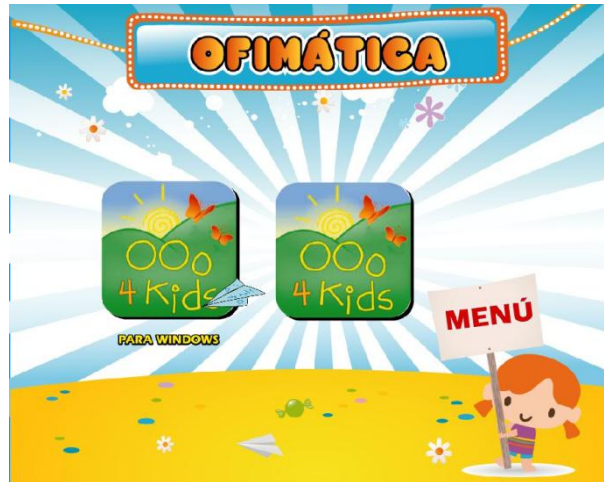 OFIMÁTICA
OOo
4 Kids
OOo
4 Kids
PARA WINDOWS
MENÚ